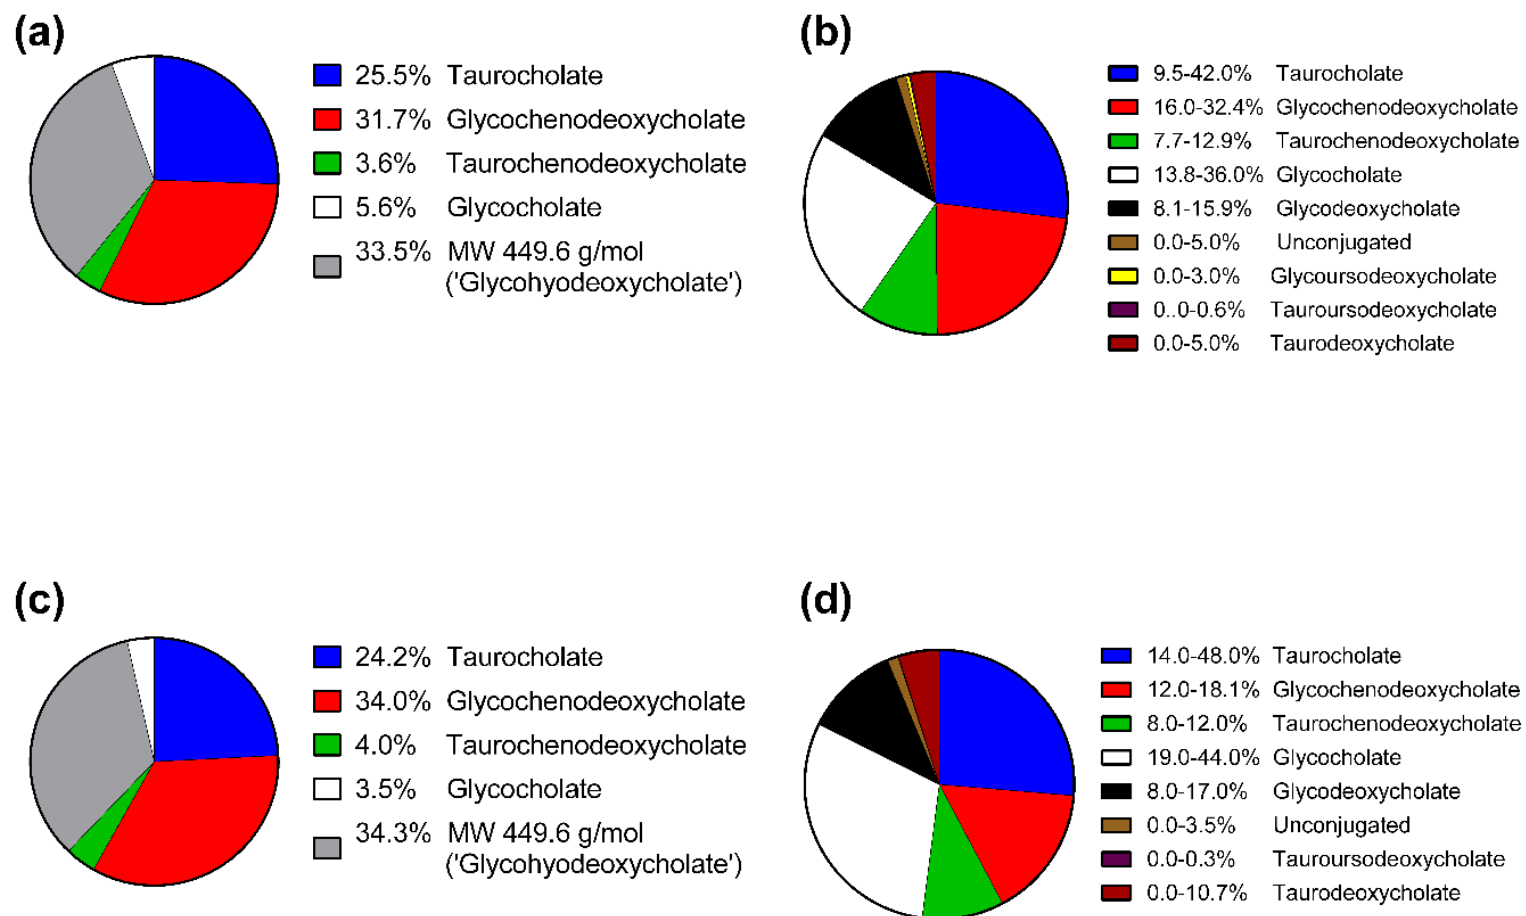 (a)
25.5% Taurocholate
31.7% Glycochenodeoxycholate
3.6% Taurochenodeoxycholate
5.6% Glycocholate
33.5% MW 449.6 g/mol
('Glycohyodeoxycholate')
(b)
9.5-42.0% Taurocholate
16.0-32.4% Glycochenodeoxycholate
7.7-12.9% Taurochenodeoxycholate
13.8-36.0% Glycocholate
8.1-15.9% Glycodeoxycholate
0.0-5.0% Unconjugated
0.0-3.0% Glycoursodeoxycholate
0..0-0.6% Tauroursodeoxycholate
0.0-5.0% Taurodeoxycholate
(c)
24.2% Taurocholate
34.0% Glycochenodeoxycholate
4.0% Taurochenodeoxycholate
3.5% Glycocholate
34.3% MW 449.6 g/mol
('Glycohyodeoxycholate')
(d)
14.0-48.0% Taurocholate
12.0-18.1% Glycochenodeoxycholate
8.0-12.0% Taurochenodeoxycholate
19.0-44.0% Glycocholate
8.0-17.0% Glycodeoxycholate
0.0-3.5% Unconjugated
0.0-0.3% Tauroursodeoxycholate
0.0-10.7% Taurodeoxycholate